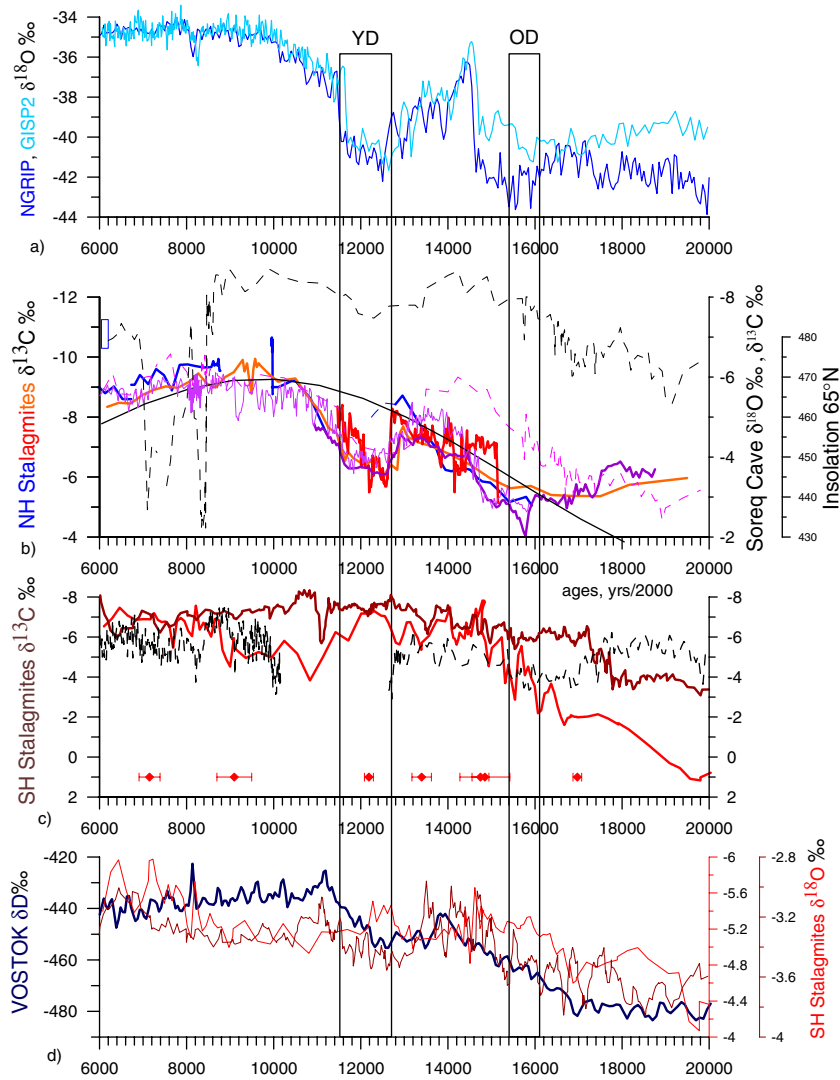 YD
OD
NGRIP, GISP2 δ18O ‰
-34
-36
-38
-40
-42
-44
6000 8000 10000 12000 14000 16000 18000 20000
a)
NH Stalagmites δ13C ‰
-12
-10
-8
-6
-4
-8
-6
-4
-2
Soreq Cave δ18O ‰, δ13C ‰
480
470
460
450
440
430
Isolation 65°N
b)
6000 8000 10000 12000 14000 16000 18000 20000
ages, yrs/2000
SH Stalagmites δ13C ‰
-8
-6
-4
-2
0
2
-8
-6
-4
-2
0
2
c)
6000 8000 10000 12000 14000 16000 18000 20000
VOSTOK δD‰
-420
-440
-460
-480
-6
-5.6
-5.2
-4.8
-4.4
-4
-2.8
-3.2
-3.6
-4
SH Stalagmites δ18O ‰
d)
6000 8000 10000 12000 14000 16000 18000 20000